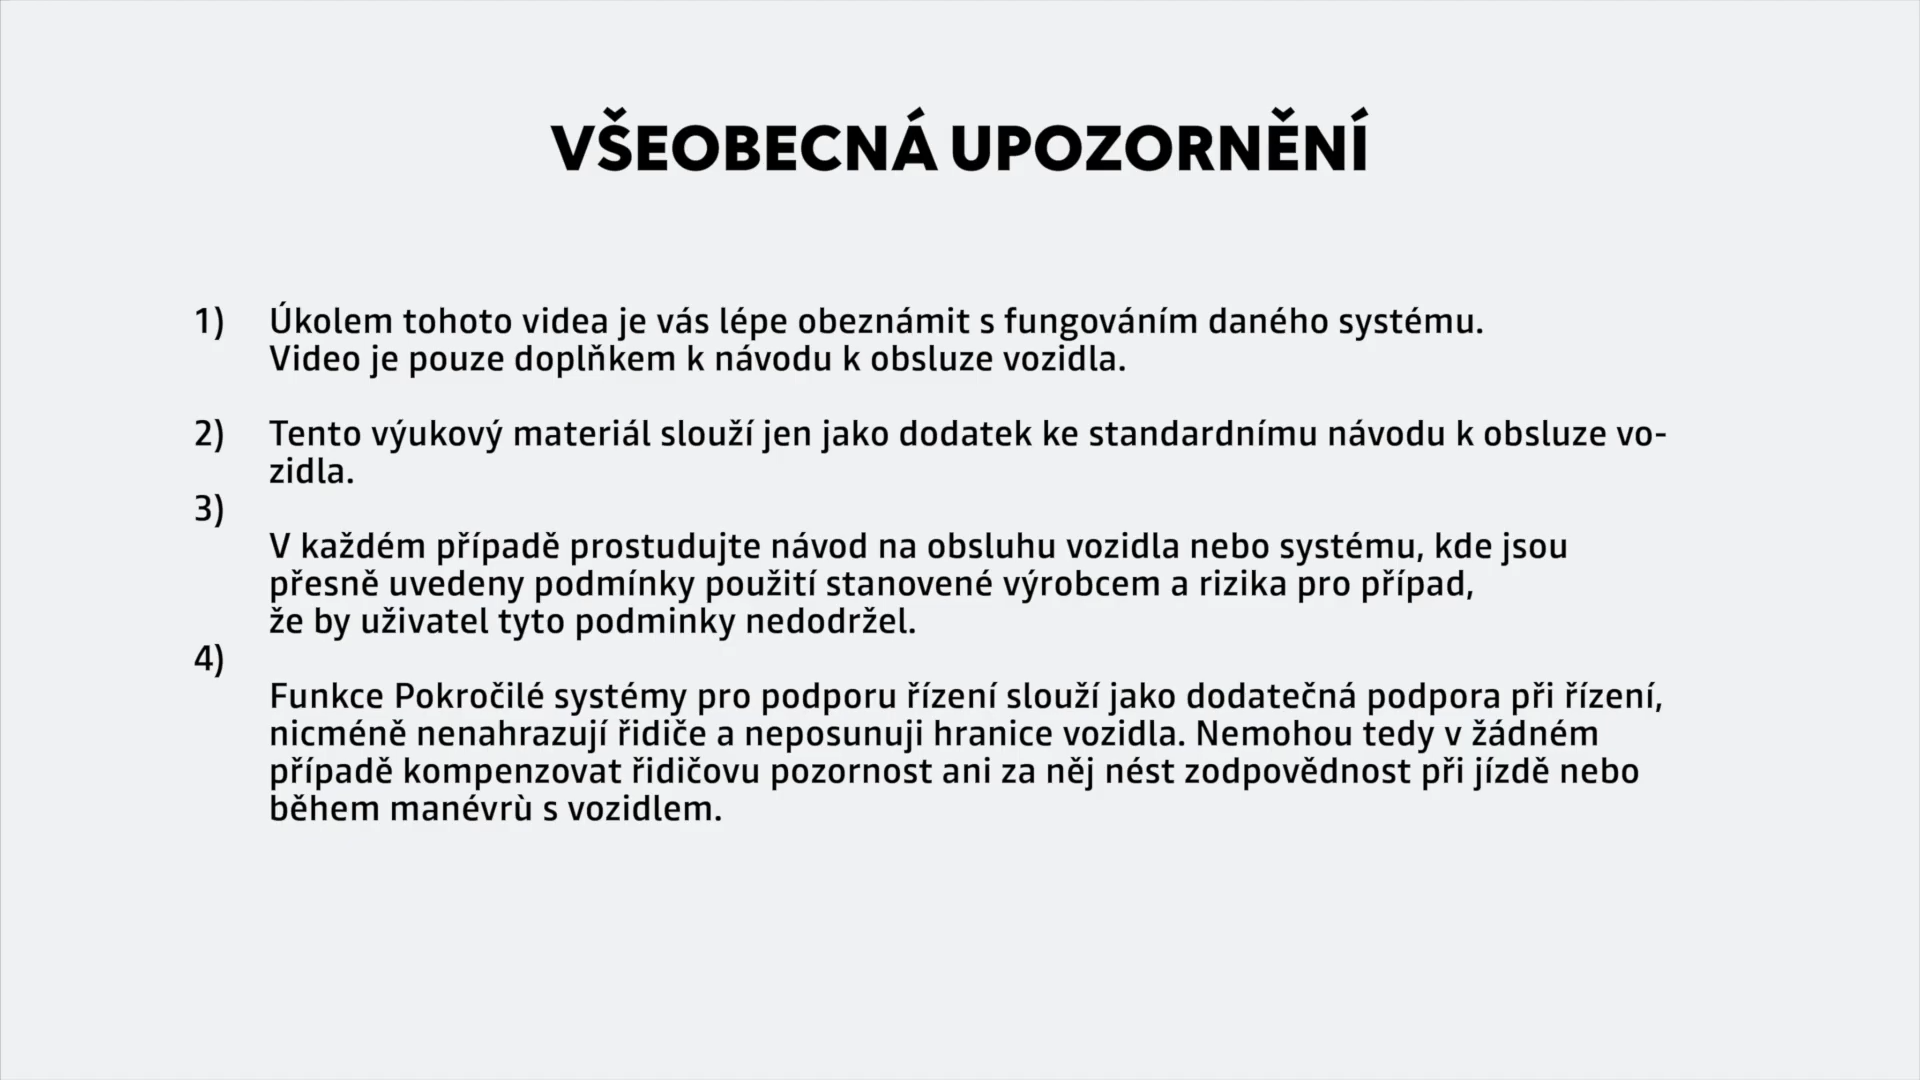 VŠEOBECNÁ UPOZORNĚNÍ
1) Úkolem tohoto videa je vás lépe obeznámit s fungováním daného systému.
Video je pouze doplňkem k návodu k obsluze vozidla.
2) Tento výukový materiál slouží jen jako dodatek ke standardnímu návodu k obsluze vo-
zidla.
3)
V každém případě prostudujte návod na obsluhu vozidla nebo systému, kde jsou
přesně uvedeny podmínky použití stanovené výrobcem a rizika pro případ,
že by uživatel tyto podminky nedodržel.
4)
Funkce Pokročilé systémy pro podporu řízení slouží jako dodatečná podpora při řízení,
nicméně nenahrazují řidiče a neposunuji hranice vozidla. Nemohou tedy v žádném
případě kompenzovat řidičovu pozornost ani za něj nést zodpovědnost při jízdě nebo
během manévrù s vozidlem.